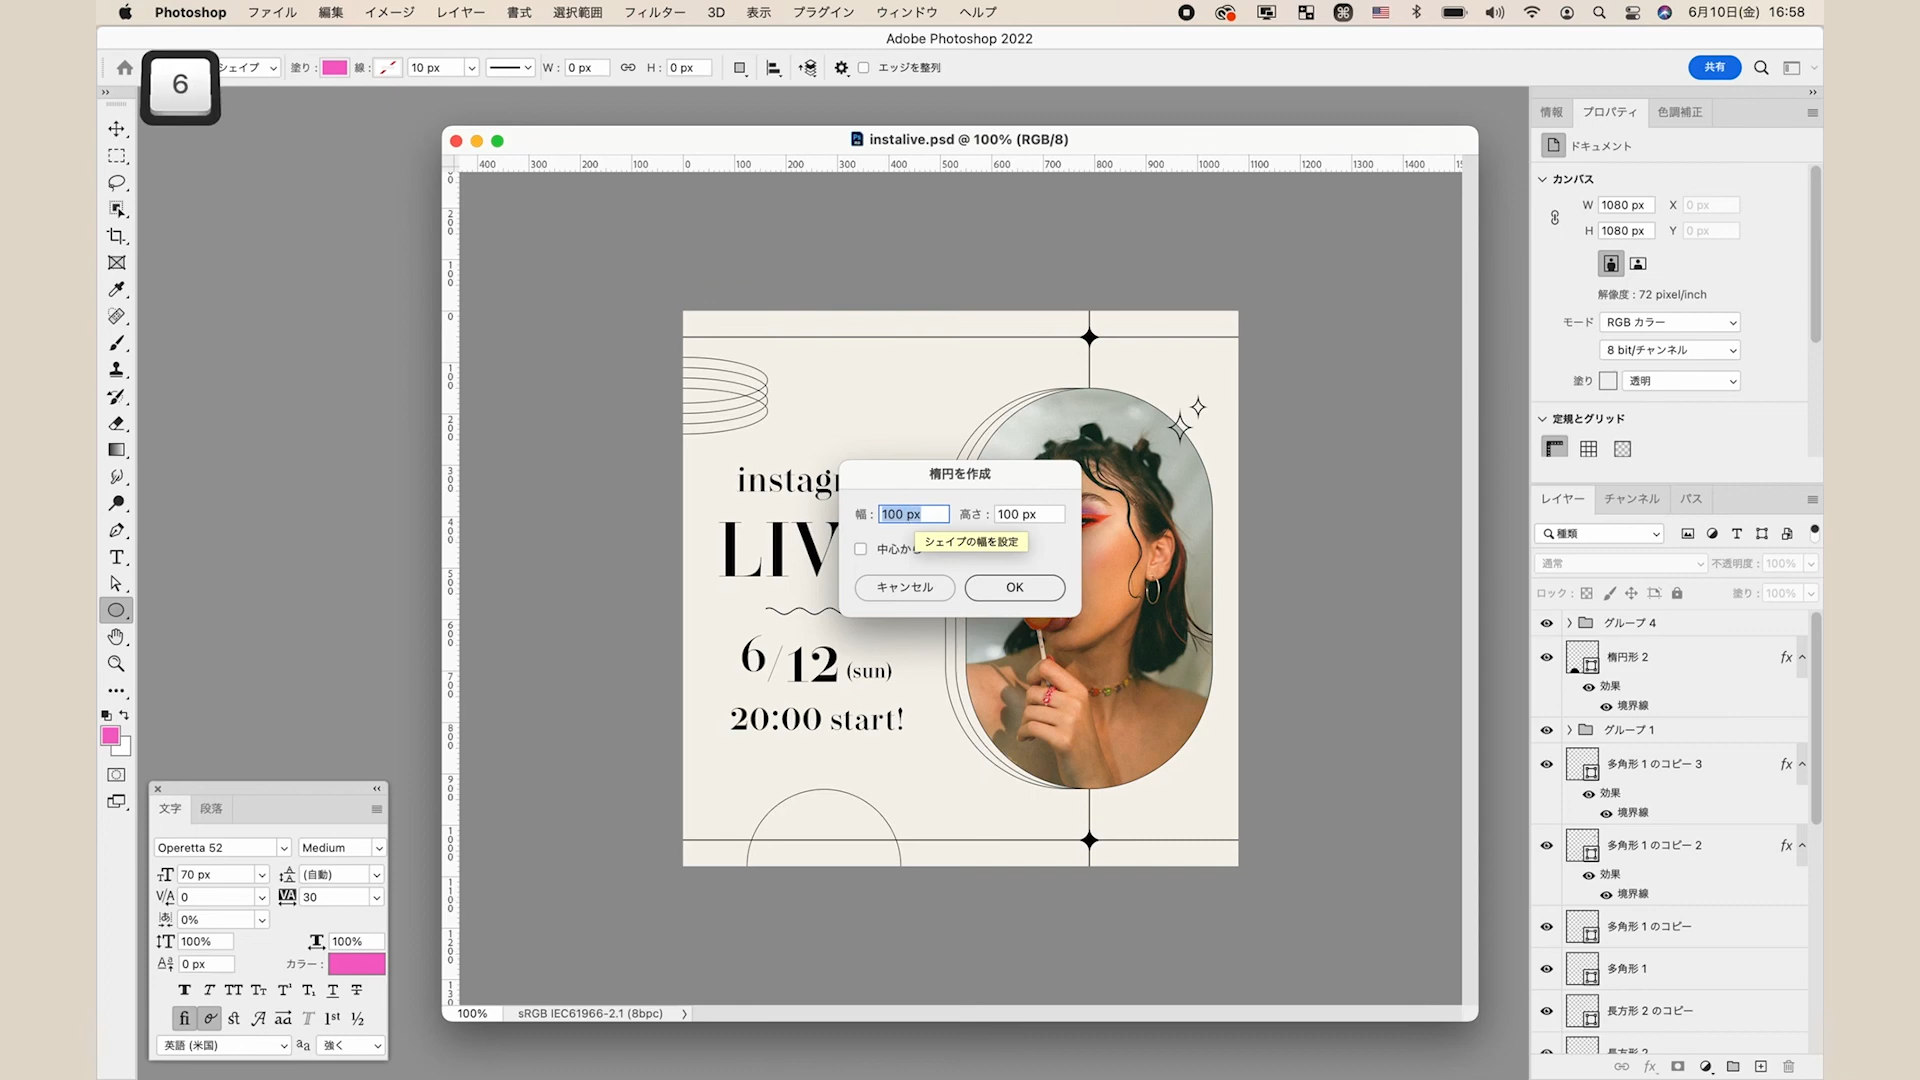 Photoshop ファイル 編集 イメージ レイヤー 書式 選択範囲 フィルター 3D 表示 プラグイン ウィンドウ ヘルプ 6月10日(金) 16:58
Adobe Photoshop 2022
6
シェイプ 塗り: 線: 10 px W: 0 px H: 0 px エッジを整列 共有
instalive.psd @ 100% (RGB/8)
400 300 200 100 0 100 200 300 400 500 600 700 800 900 1000 1100 1200 1300 1400
200
100
0
100
200
300
400
500
600
700
800
900
1000
1100
1200
LIV
6/12 (sun)
20:00 start!
楕円を作成
幅: 100 px 高さ: 100 px
中心から
シェイプの幅を設定
キャンセル OK
100% sRGB IEC61966-2.1 (8bpc)
文字 段落
Operetta 52 Medium
70 px (自動)
0 30
0%
100% 100%
0 px カラー:
英語 (米国) aa 強く
情報 プロパティ 色調補正
ドキュメント
カンバス
W 1080 px X 0 px
H 1080 px Y 0 px
解像度: 72 pixel/inch
モード RGB カラー
8 bit/チャンネル
塗り 透明
定規とグリッド
レイヤー チャンネル パス
種類
通常 不透明度: 100%
ロック: 塗り: 100%
グループ 4
楕円形 2 fx
効果
境界線
グループ 1
多角形 1 のコピー 3 fx
効果
境界線
多角形 1 のコピー 2 fx
効果
境界線
多角形 1 のコピー
多角形 1
長方形 2 のコピー